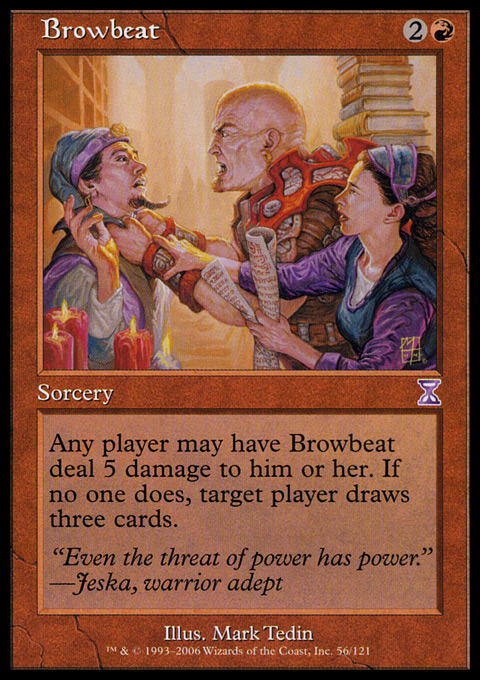 Browbeat
2
Sorcery
Any player may have Browbeat
deal 5 damage to him or her. If
no one does, target player draws
three cards.
“Even the threat of power has power.”
—Jeska, warrior adept
Illus. Mark Tedin
™ & © 1993–2006 Wizards of the Coast, Inc. 56/121